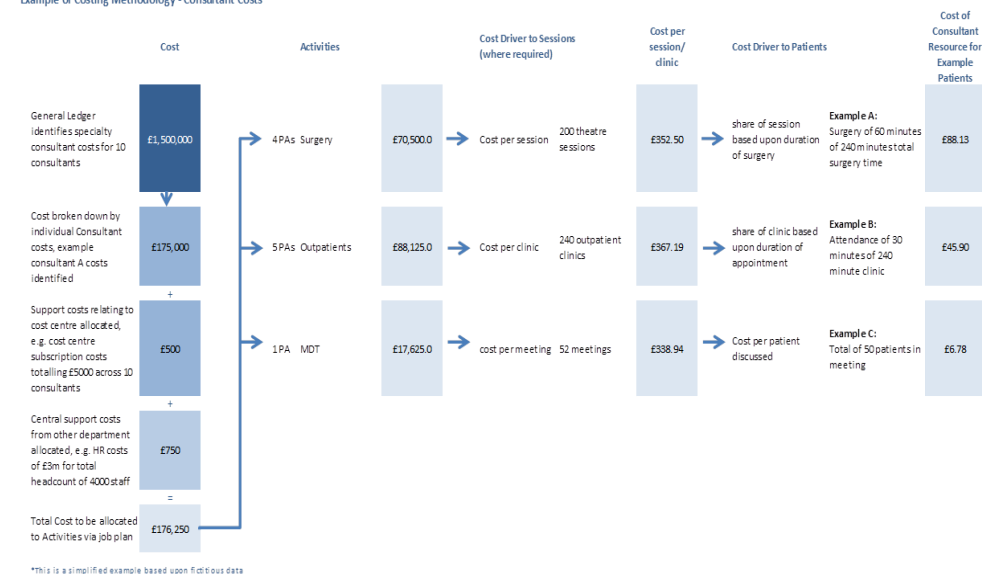 Example of Costing Methodology - Consultant Costs
Cost
Activities
Cost Driver to Sessions
(where required)
Cost per
session/
clinic
Cost Driver to Patients
Cost of
Consultant
Resource for
Example
Patients
General Ledger
identifies specialty
consultant costs for 10
consultants
£1,500,000
4PAs Surgery
£70,500.0
Cost per session
200 theatre
sessions
£352.50
share of session
based upon duration
of surgery
Example A:
Surgery of 60 minutes
of 240 minutes total
surgery time
£88.13
Cost broken down by
individual Consultant
costs, example
consultant A costs
identified
£175,000
5PAs Outpatients
£88,125.0
Cost per clinic
240 outpatient
clinics
£367.19
share of clinic based
upon duration of
appointment
Example B:
Attendance of 30
minutes of 240
minute clinic
£45.90
+
Support costs relating to
cost centre allocated,
e.g. cost centre
subscription costs
totalling £5000 across 10
consultants
£500
1PA MDT
£17,625.0
cost per meeting
52 meetings
£338.94
Cost per patient
discussed
Example C:
Total of 50 patients in
meeting
£6.78
+
Central support costs
from other department
allocated, e.g. HR costs
of £3m for total
headcount of 4000 staff
£750
=
Total Cost to be allocated
to Activities via job plan
£176,250
*This is a simplified example based upon fictitious data